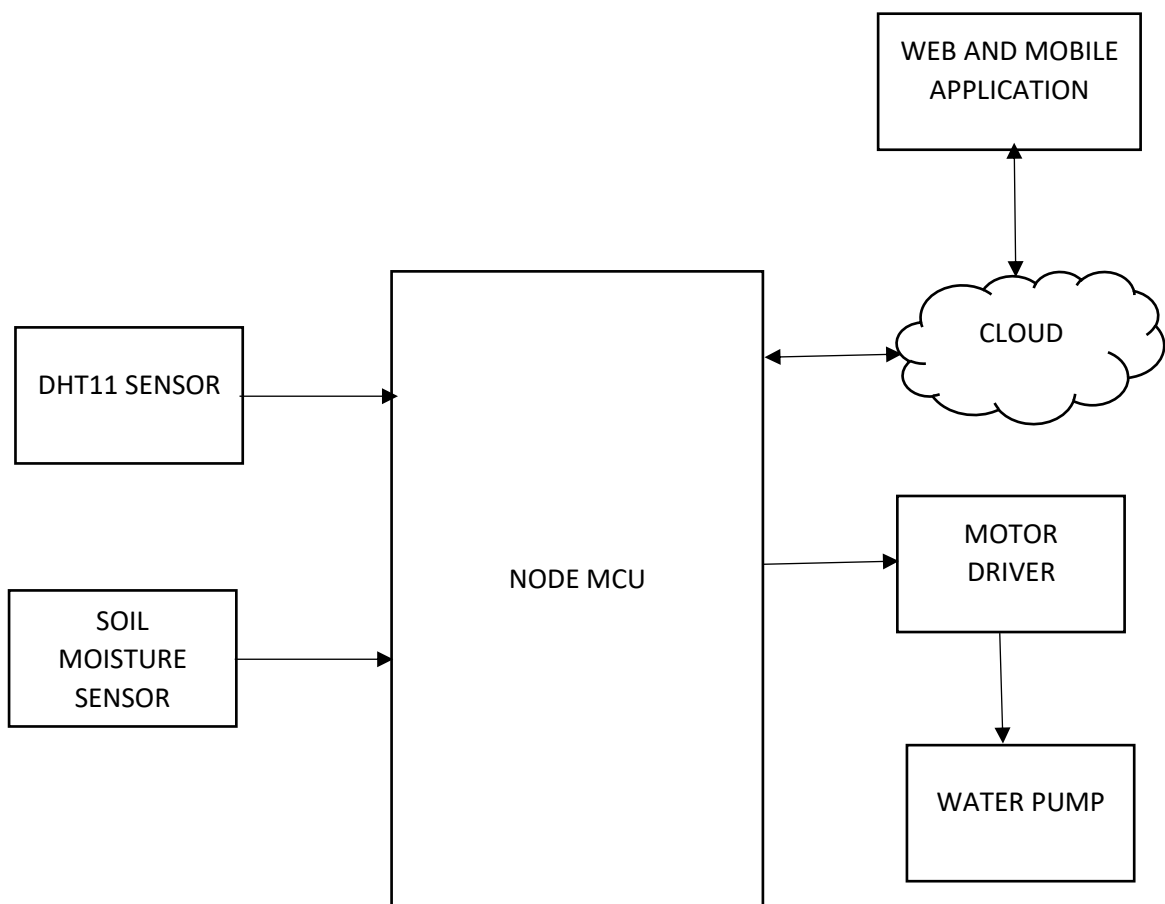 WEB AND MOBILE
APPLICATION
CLOUD
DHT11 SENSOR
MOTOR
DRIVER
NODE MCU
SOIL
MOISTURE
SENSOR
WATER PUMP